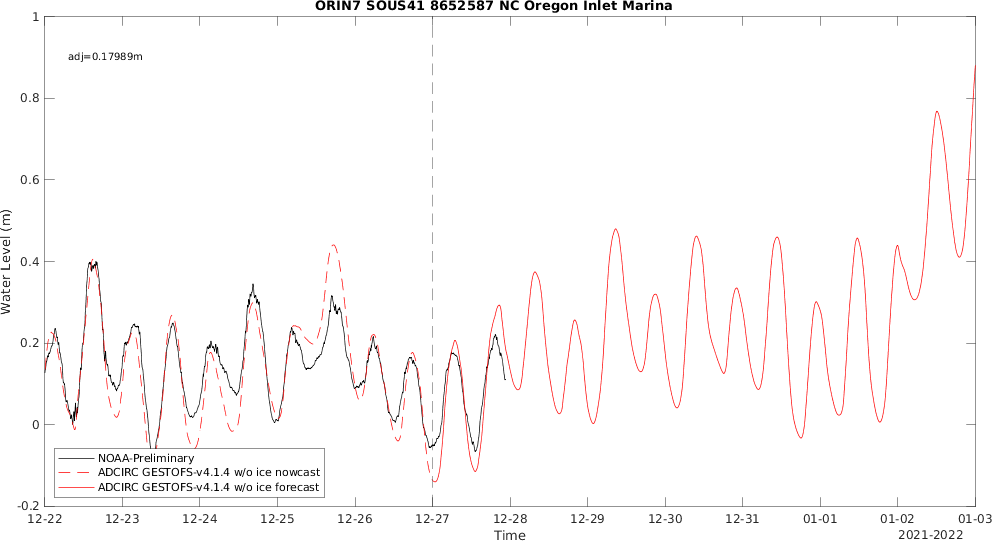 ORIN7 SOUS41 8652587 NC Oregon Inlet Marina
adj=0.17989m
Water Level (m)
1
0.8
0.6
0.4
0.2
0
-0.2
NOAA-Preliminary
ADCIRC GESTOFS-v4.1.4 w/o ice nowcast
ADCIRC GESTOFS-v4.1.4 w/o ice forecast
12-22 12-23 12-24 12-25 12-26 12-27 12-28 12-29 12-30 12-31 01-01 01-02 01-03
Time
2021-2022